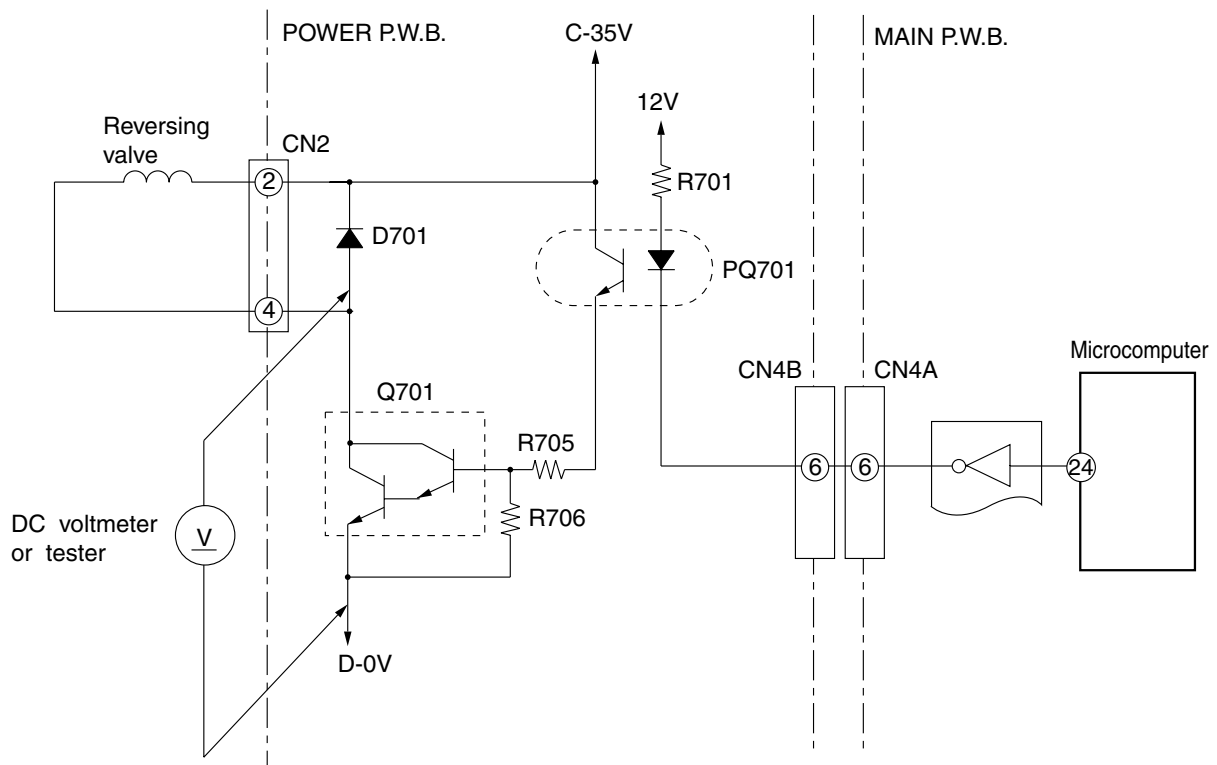 POWER P.W.B.
C-35V
MAIN P.W.B.
12V
Reversing
valve
CN2
R701
2
D701
PQ701
4
Microcomputer
CN4B
CN4A
Q701
R705
6
6
24
R706
DC voltmeter
or tester
V
D-0V